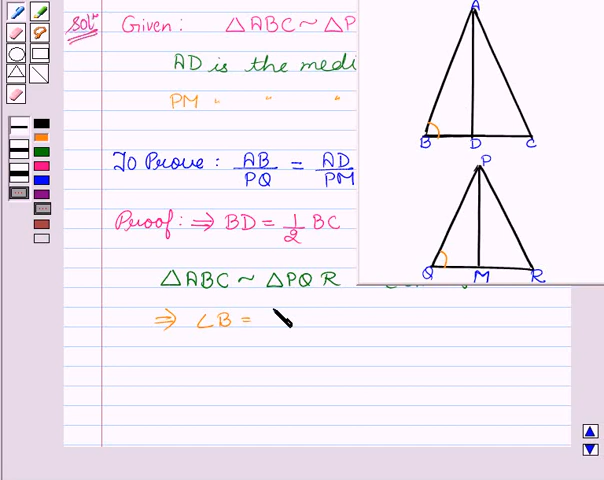 Solⁿ Given: △ABC ~ △P
AD is the medi
PM " " "
To Prove: AB/PQ = AD/PM
Proof: ⇒ BD = 1/2 BC
△ABC ~ △PQR
⇒ ∠B =
A
B D C
P
Q M R